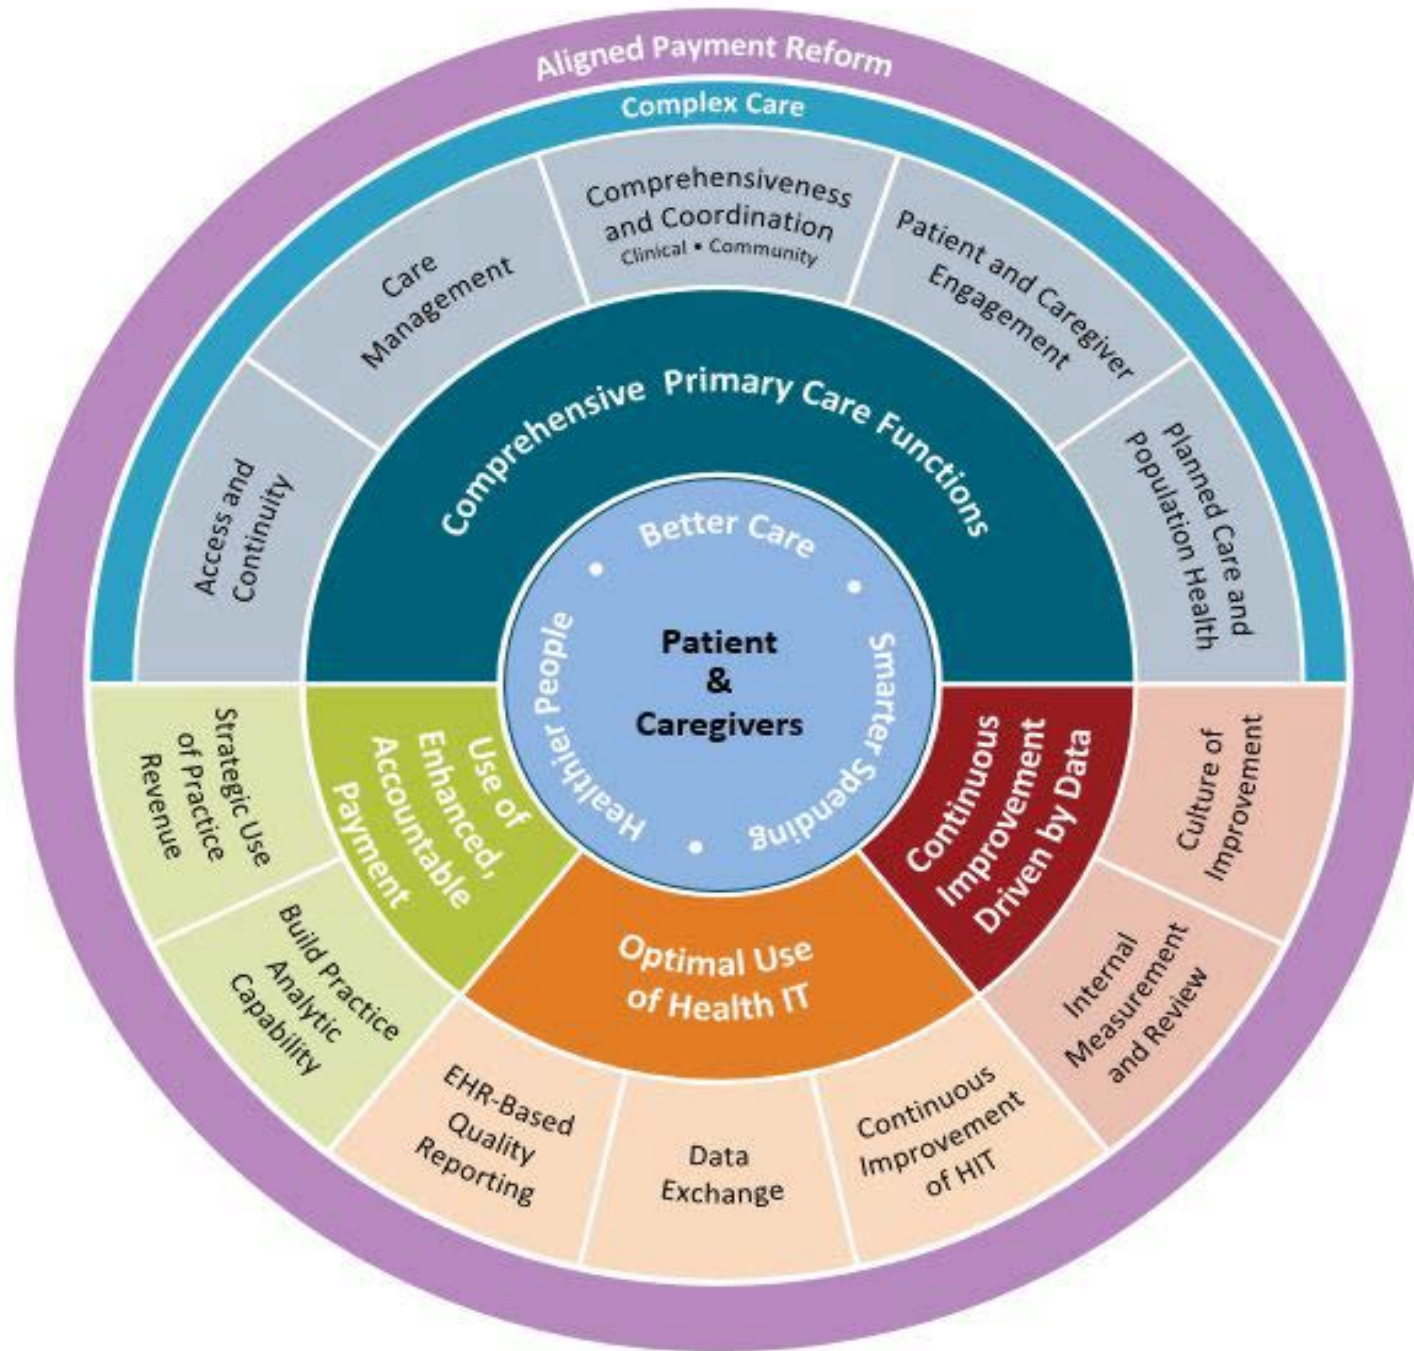 Aligned Payment Reform
Complex Care
Comprehensiveness
and Coordination
Clinical • Community
Care
Management
Patient and Caregiver
Engagement
Access and
Continuity
Planned Care and
Population Health
Comprehensive Primary Care Functions
Better Care
•
Smarter Spending
•
Healthier People
•
Patient
&
Caregivers
Use of
Enhanced,
Accountable
Payment
Strategic Use
of Practice
Revenue
Build Practice
Analytic
Capability
Optimal Use
of Health IT
EHR-Based
Quality
Reporting
Data
Exchange
Continuous
Improvement
of HIT
Continuous
Improvement
Driven by Data
Culture of
Improvement
Internal
Measurement
and Review